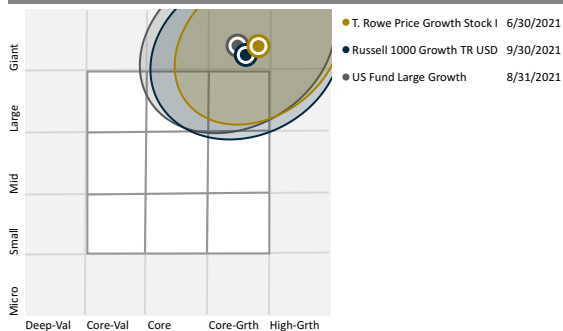 T. Rowe Price Growth Stock I 6/30/2021
Russell 1000 Growth TR USD 9/30/2021
US Fund Large Growth 8/31/2021
Giant
Large
Mid
Small
Micro
Deep-Val Core-Val Core Core-Grth High-Grth